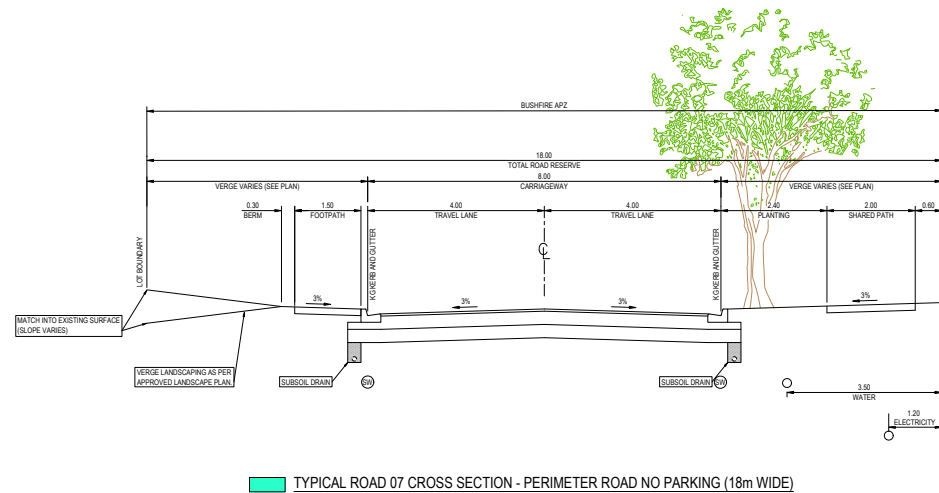 BUSHFIRE APZ
18.00
TOTAL ROAD RESERVE
8.00
VERGE VARIES (SEE PLAN)
CARRIAGEWAY
VERGE VARIES (SEE PLAN)
0.30
BERM
1.50
FOOTPATH
4.00
TRAVEL LANE
4.00
TRAVEL LANE
2.40
PLANTING
2.00
SHARED PATH
0.60
LOT BOUNDARY
KG KERB AND GUTTER
CL
KG KERB AND GUTTER
3%
3%
3%
3%
MATCH INTO EXISTING SURFACE
(SLOPE VARIES)
VERGE LANDSCAPING AS PER
APPROVED LANDSCAPE PLAN.
SUBSOIL DRAIN
SW
SUBSOIL DRAIN
SW
3.50
WATER
1.20
ELECTRICITY
TYPICAL ROAD 07 CROSS SECTION - PERIMETER ROAD NO PARKING (18m WIDE)